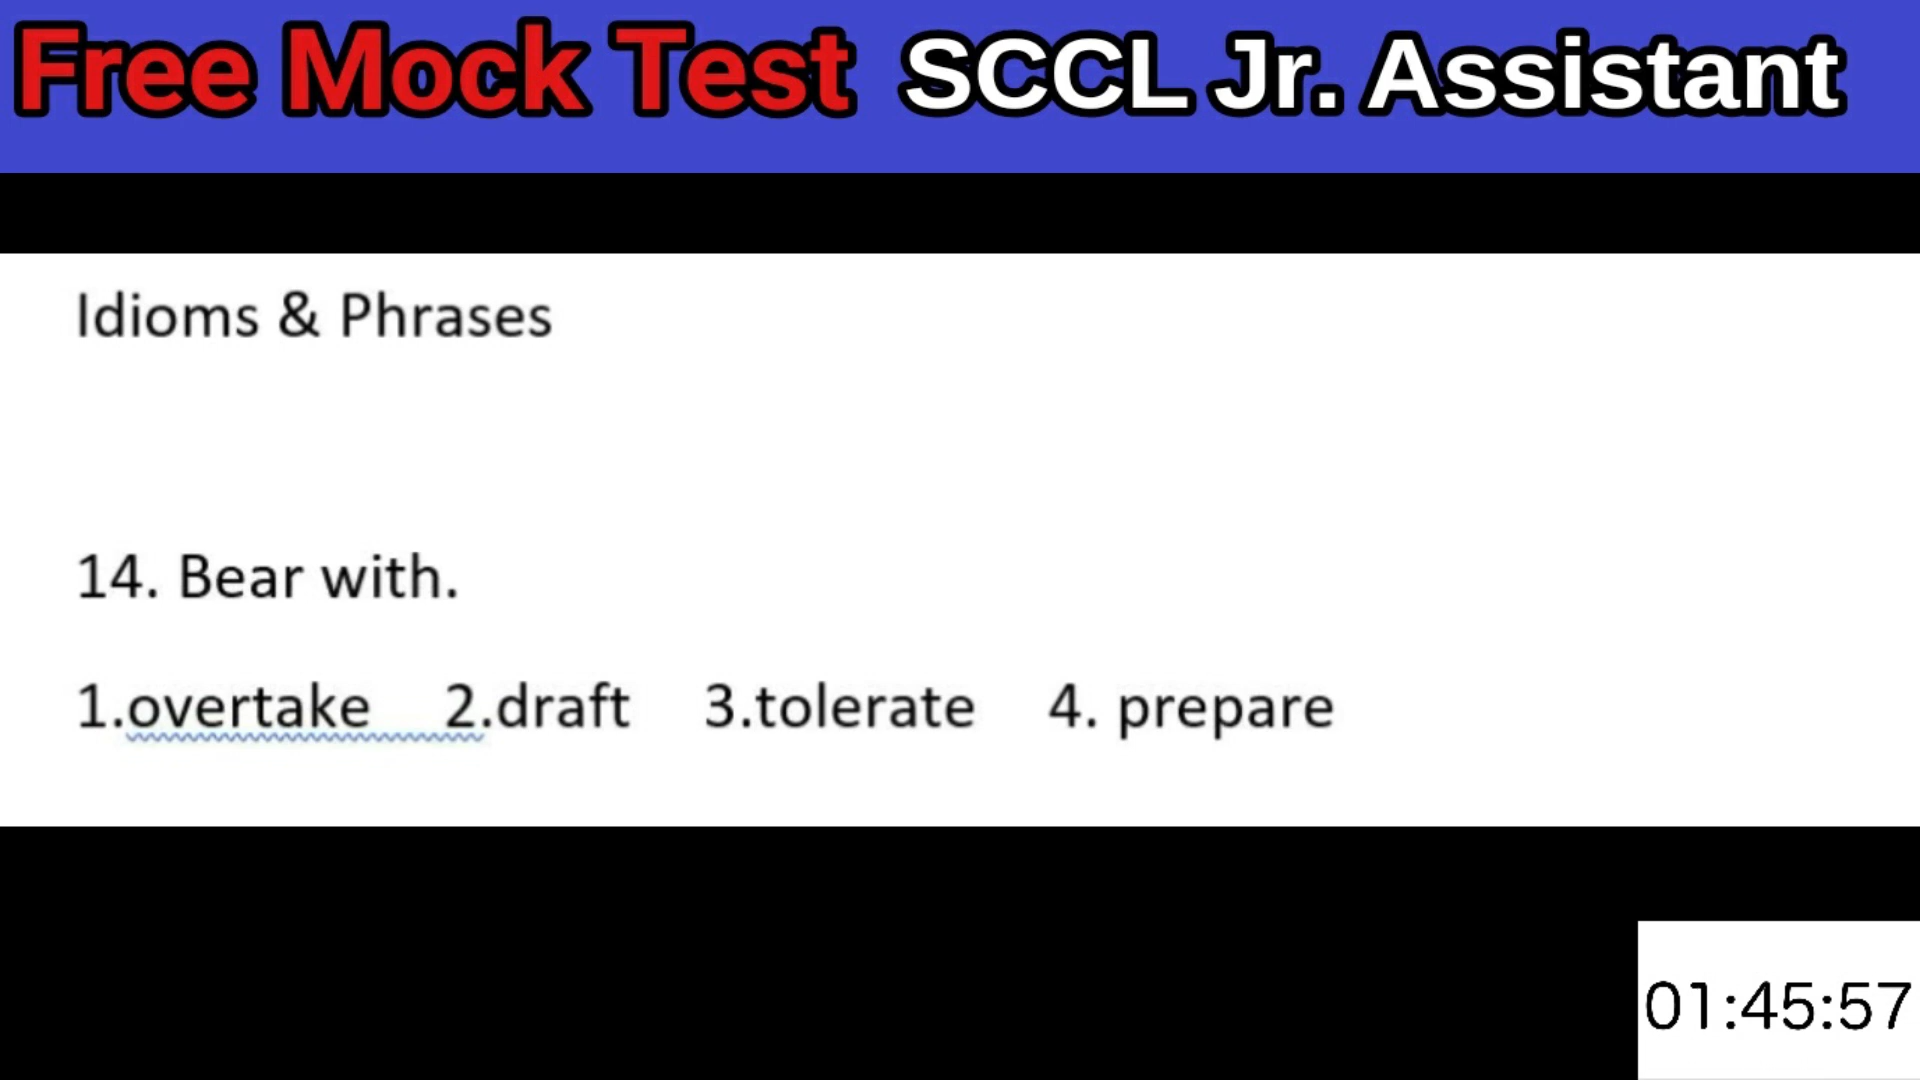 Free Mock Test SCCL Jr. Assistant
Idioms & Phrases
14. Bear with.
1.overtake 2.draft 3.tolerate 4. prepare
01:45:57